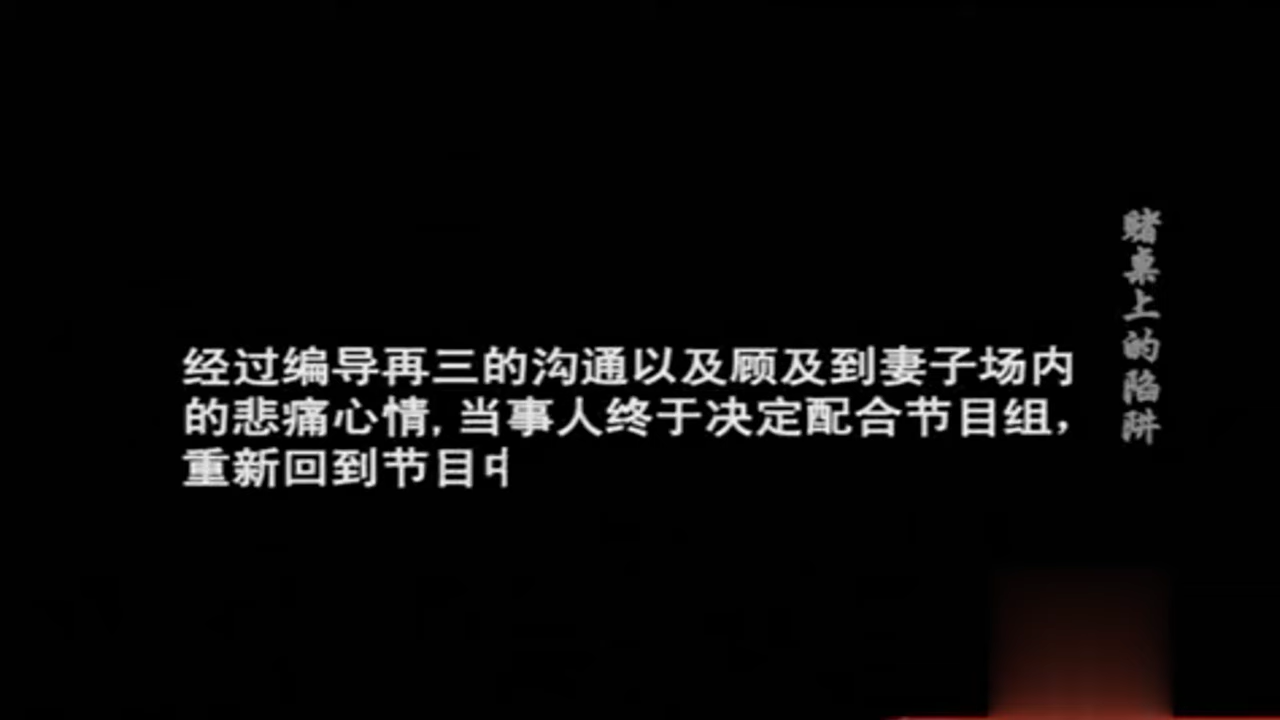 经过编导再三的沟通以及顾及到妻子场内
的悲痛心情,当事人终于决定配合节目组,
重新回到节目
赌桌上的陷阱